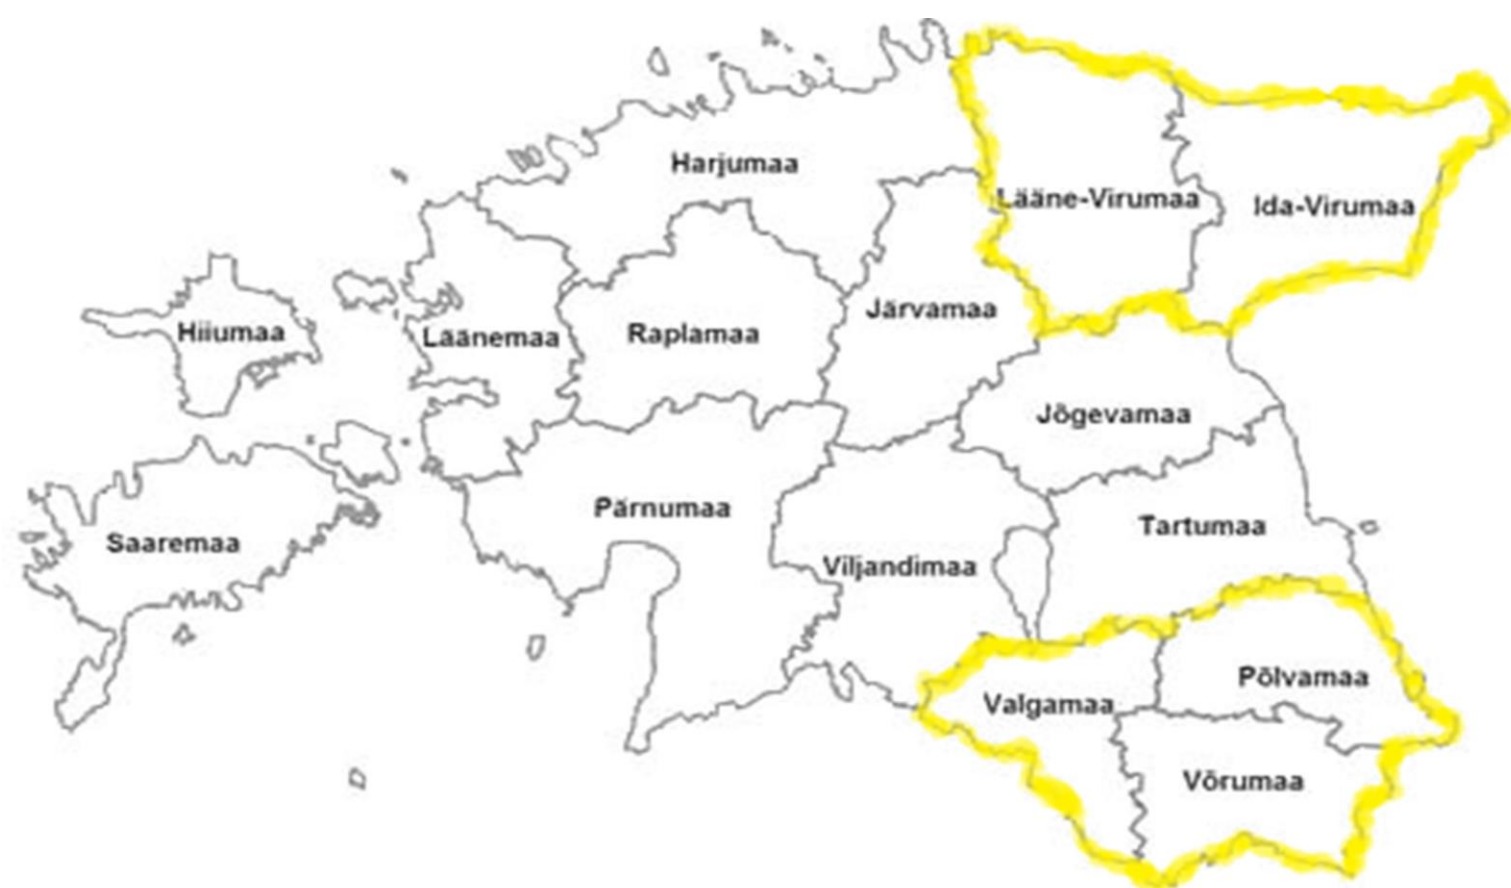 Harjumaa
Lääne-Virumaa
Ida-Virumaa
Hiiumaa
Läänemaa
Raplamaa
Järvamaa
Jõgevamaa
Saaremaa
Pärnumaa
Viljandimaa
Tartumaa
Valgamaa
Põlvamaa
Võrumaa